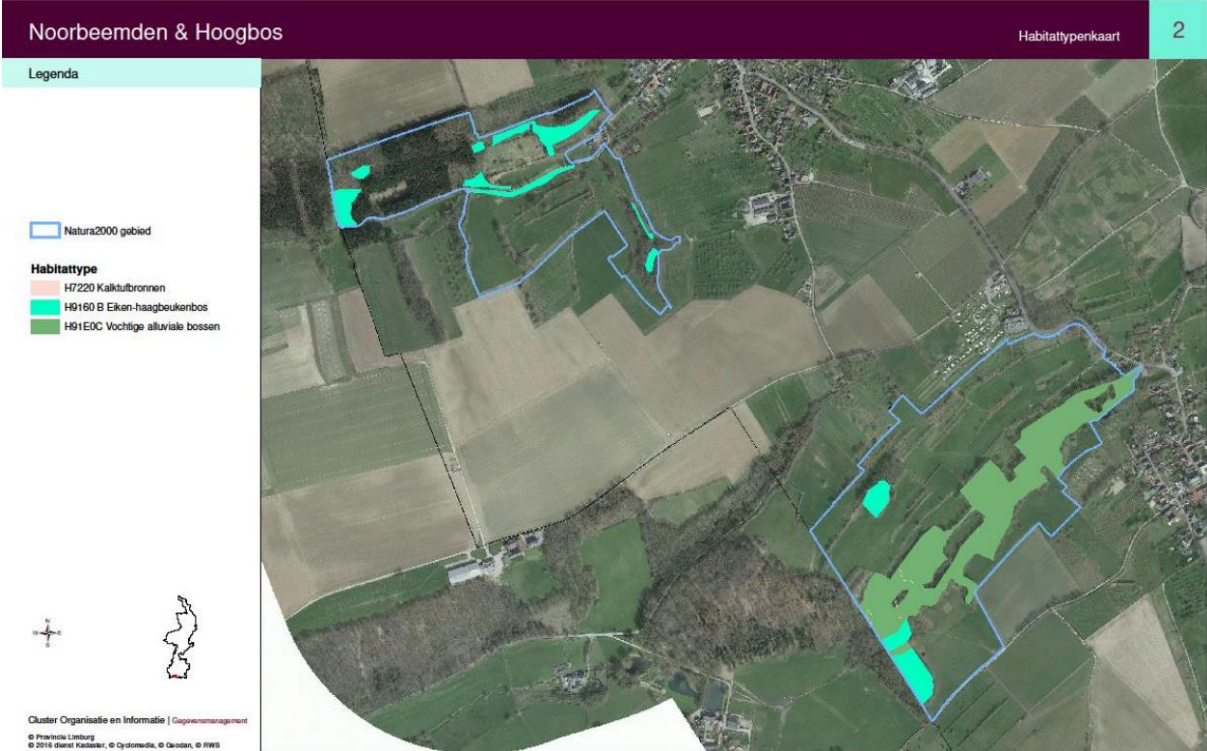 Noorbeemden & Hoogbos
Habitattypenkaart
2
Legenda
Natura2000 gebied
Habitattype
H7220 Kalktufbronnen
H9160 B Eiken-haagbeukenbos
H91E0C Vochtige alluviale bossen
N
W E
S
Cluster Organisatie en Informatie | Gegevensmanagement
© Provincie Limburg
© 2016 dienst Kadaster, © Cyclomedia, © Geodan, © RWS